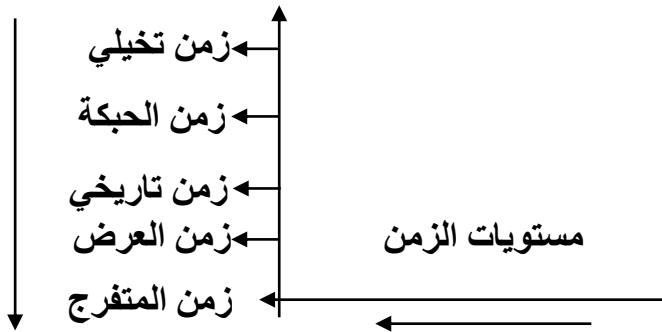 زمن تخيلي
زمن الحبكة
زمن تاريخي
زمن العرض
مستويات الزمن
زمن المتفرج